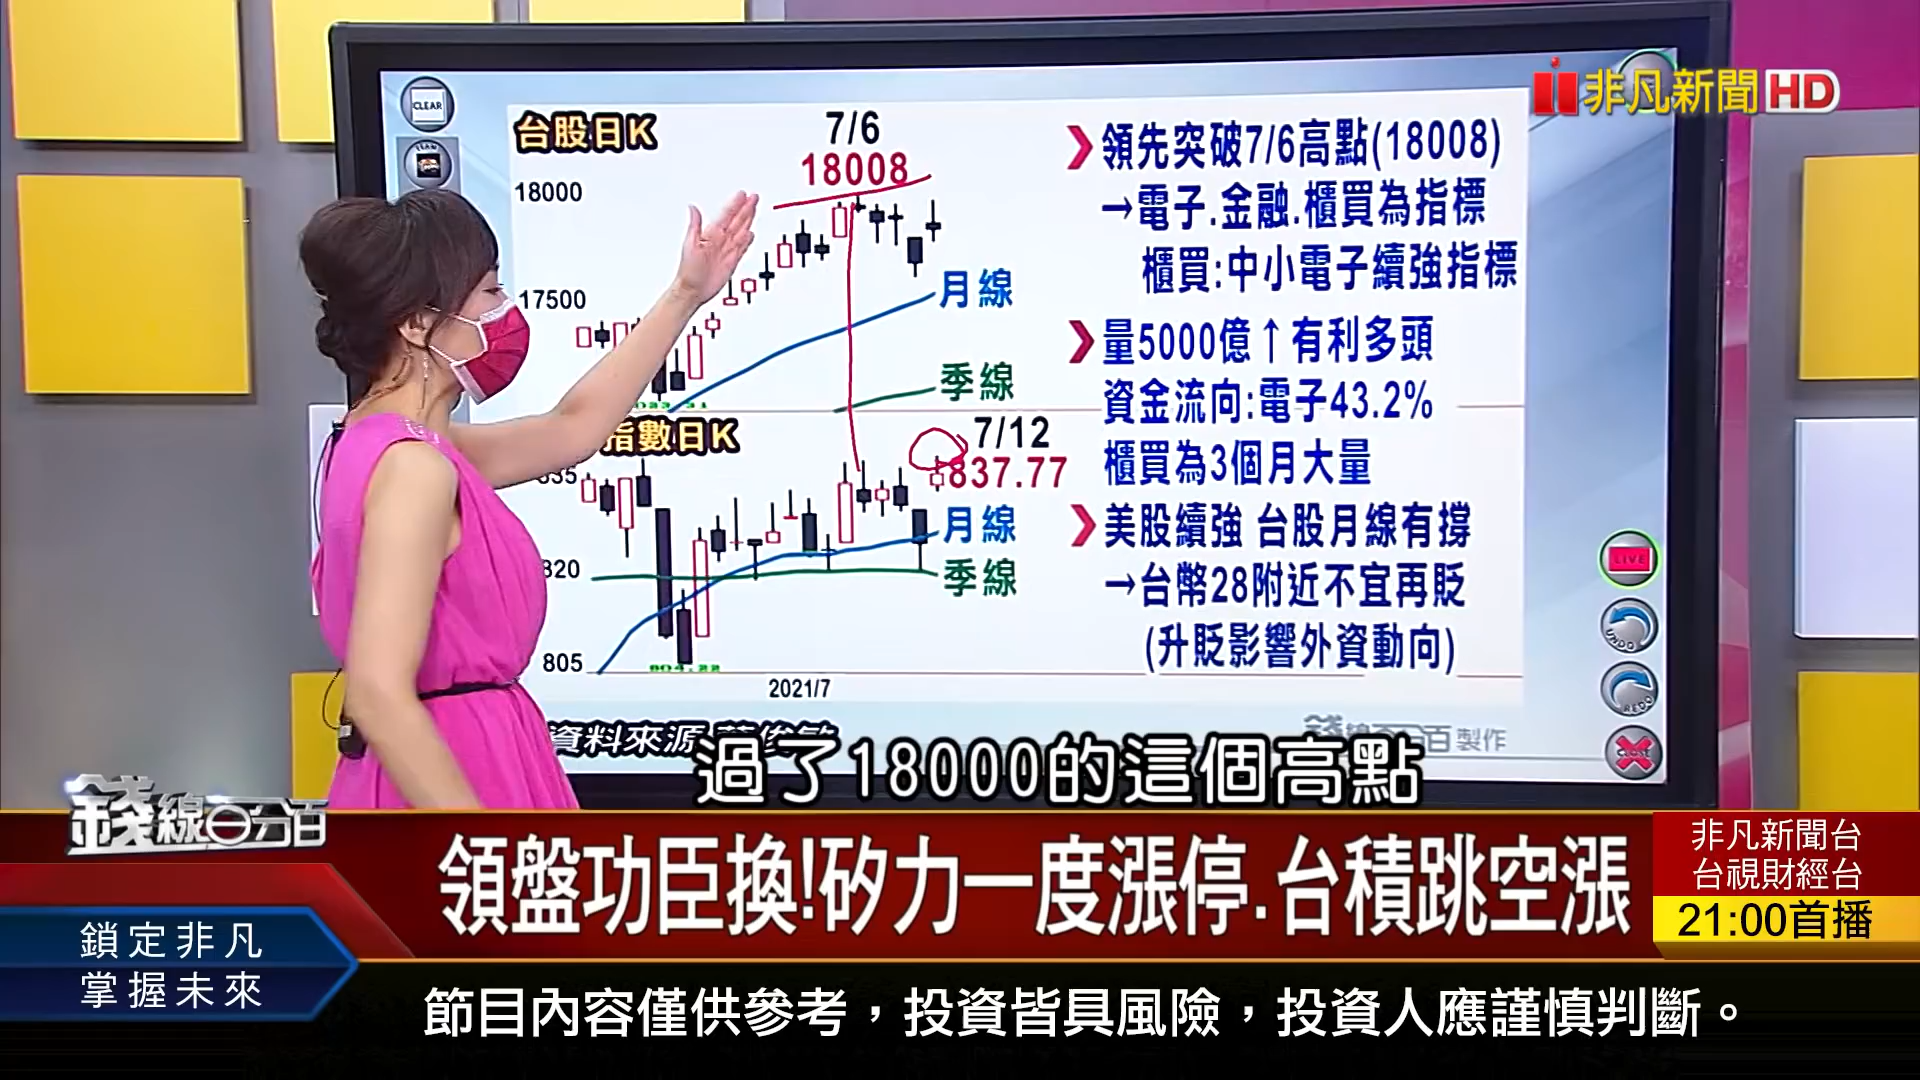 CLEAR
非凡新聞HD
台股日K
7/6
18008
18000
17500
月線
季線
指數日K
7/12
837.77
835
月線
820
季線
805
2021/7
領先突破7/6高點(18008)
→電子.金融.櫃買為指標
櫃買:中小電子續強指標
量5000億↑有利多頭
資金流向:電子43.2%
櫃買為3個月大量
美股續強 台股月線有撐
→台幣28附近不宜再貶
(升貶影響外資動向)
LIVE
UNDO
REDO
CLOSE
資料來源
錢線百分百製作
過了18000的這個高點
錢線百分百
領盤功臣換!矽力一度漲停.台積跳空漲
非凡新聞台
台視財經台
21:00首播
鎖定非凡
掌握未來
節目內容僅供參考，投資皆具風險，投資人應謹慎判斷。